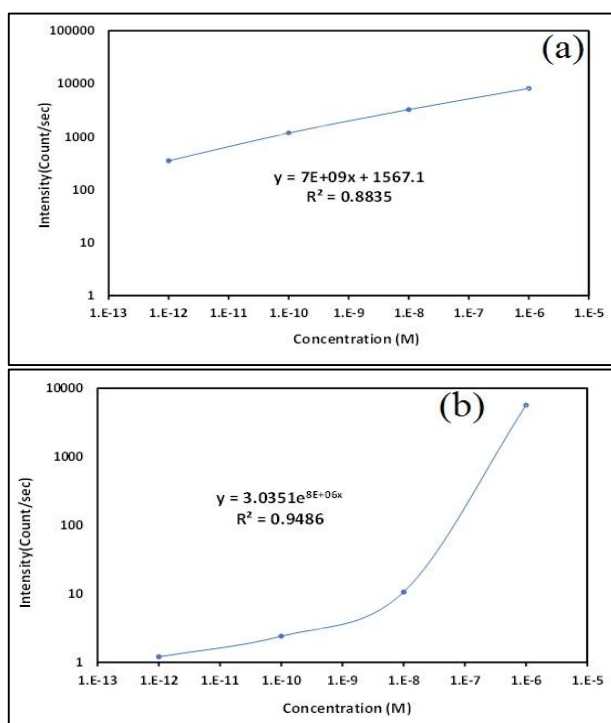 (a)
100000
10000
1000
100
10
1
Intensity(Count/sec)
y = 7E+09x + 1567.1
R² = 0.8835
1.E-13 1.E-12 1.E-11 1.E-10 1.E-9 1.E-8 1.E-7 1.E-6 1.E-5
Concentration (M)
(b)
10000
1000
100
10
1
Intensity(Count/sec)
y = 3.0351e^8E+06x
R² = 0.9486
1.E-13 1.E-12 1.E-11 1.E-10 1.E-9 1.E-8 1.E-7 1.E-6 1.E-5
Concentration (M)